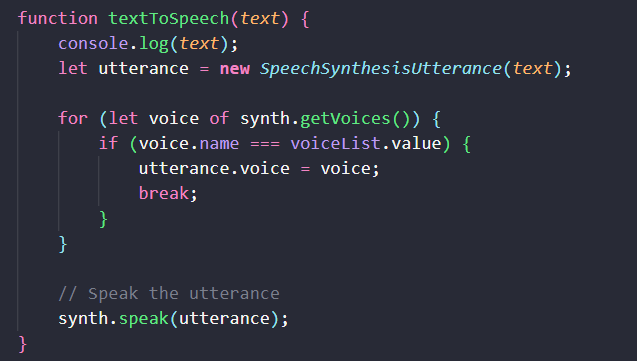 function textToSpeech(text) {
    console.log(text);
    let utterance = new SpeechSynthesisUtterance(text);

    for (let voice of synth.getVoices()) {
        if (voice.name === voiceList.value) {
            utterance.voice = voice;
            break;
        }
    }

    // Speak the utterance
    synth.speak(utterance);
}